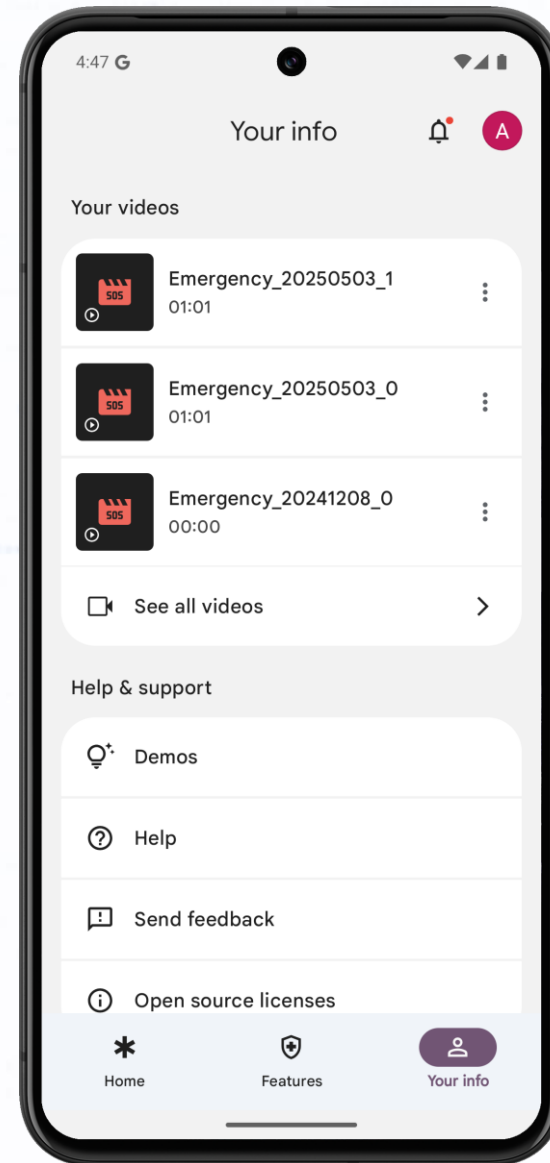 4:47 G
Your info
A
Your videos
SOS
Emergency_20250503_1
01:01
SOS
Emergency_20250503_0
01:01
SOS
Emergency_20241208_0
00:00
See all videos
Help & support
Demos
Help
Send feedback
Open source licenses
Home
Features
Your info